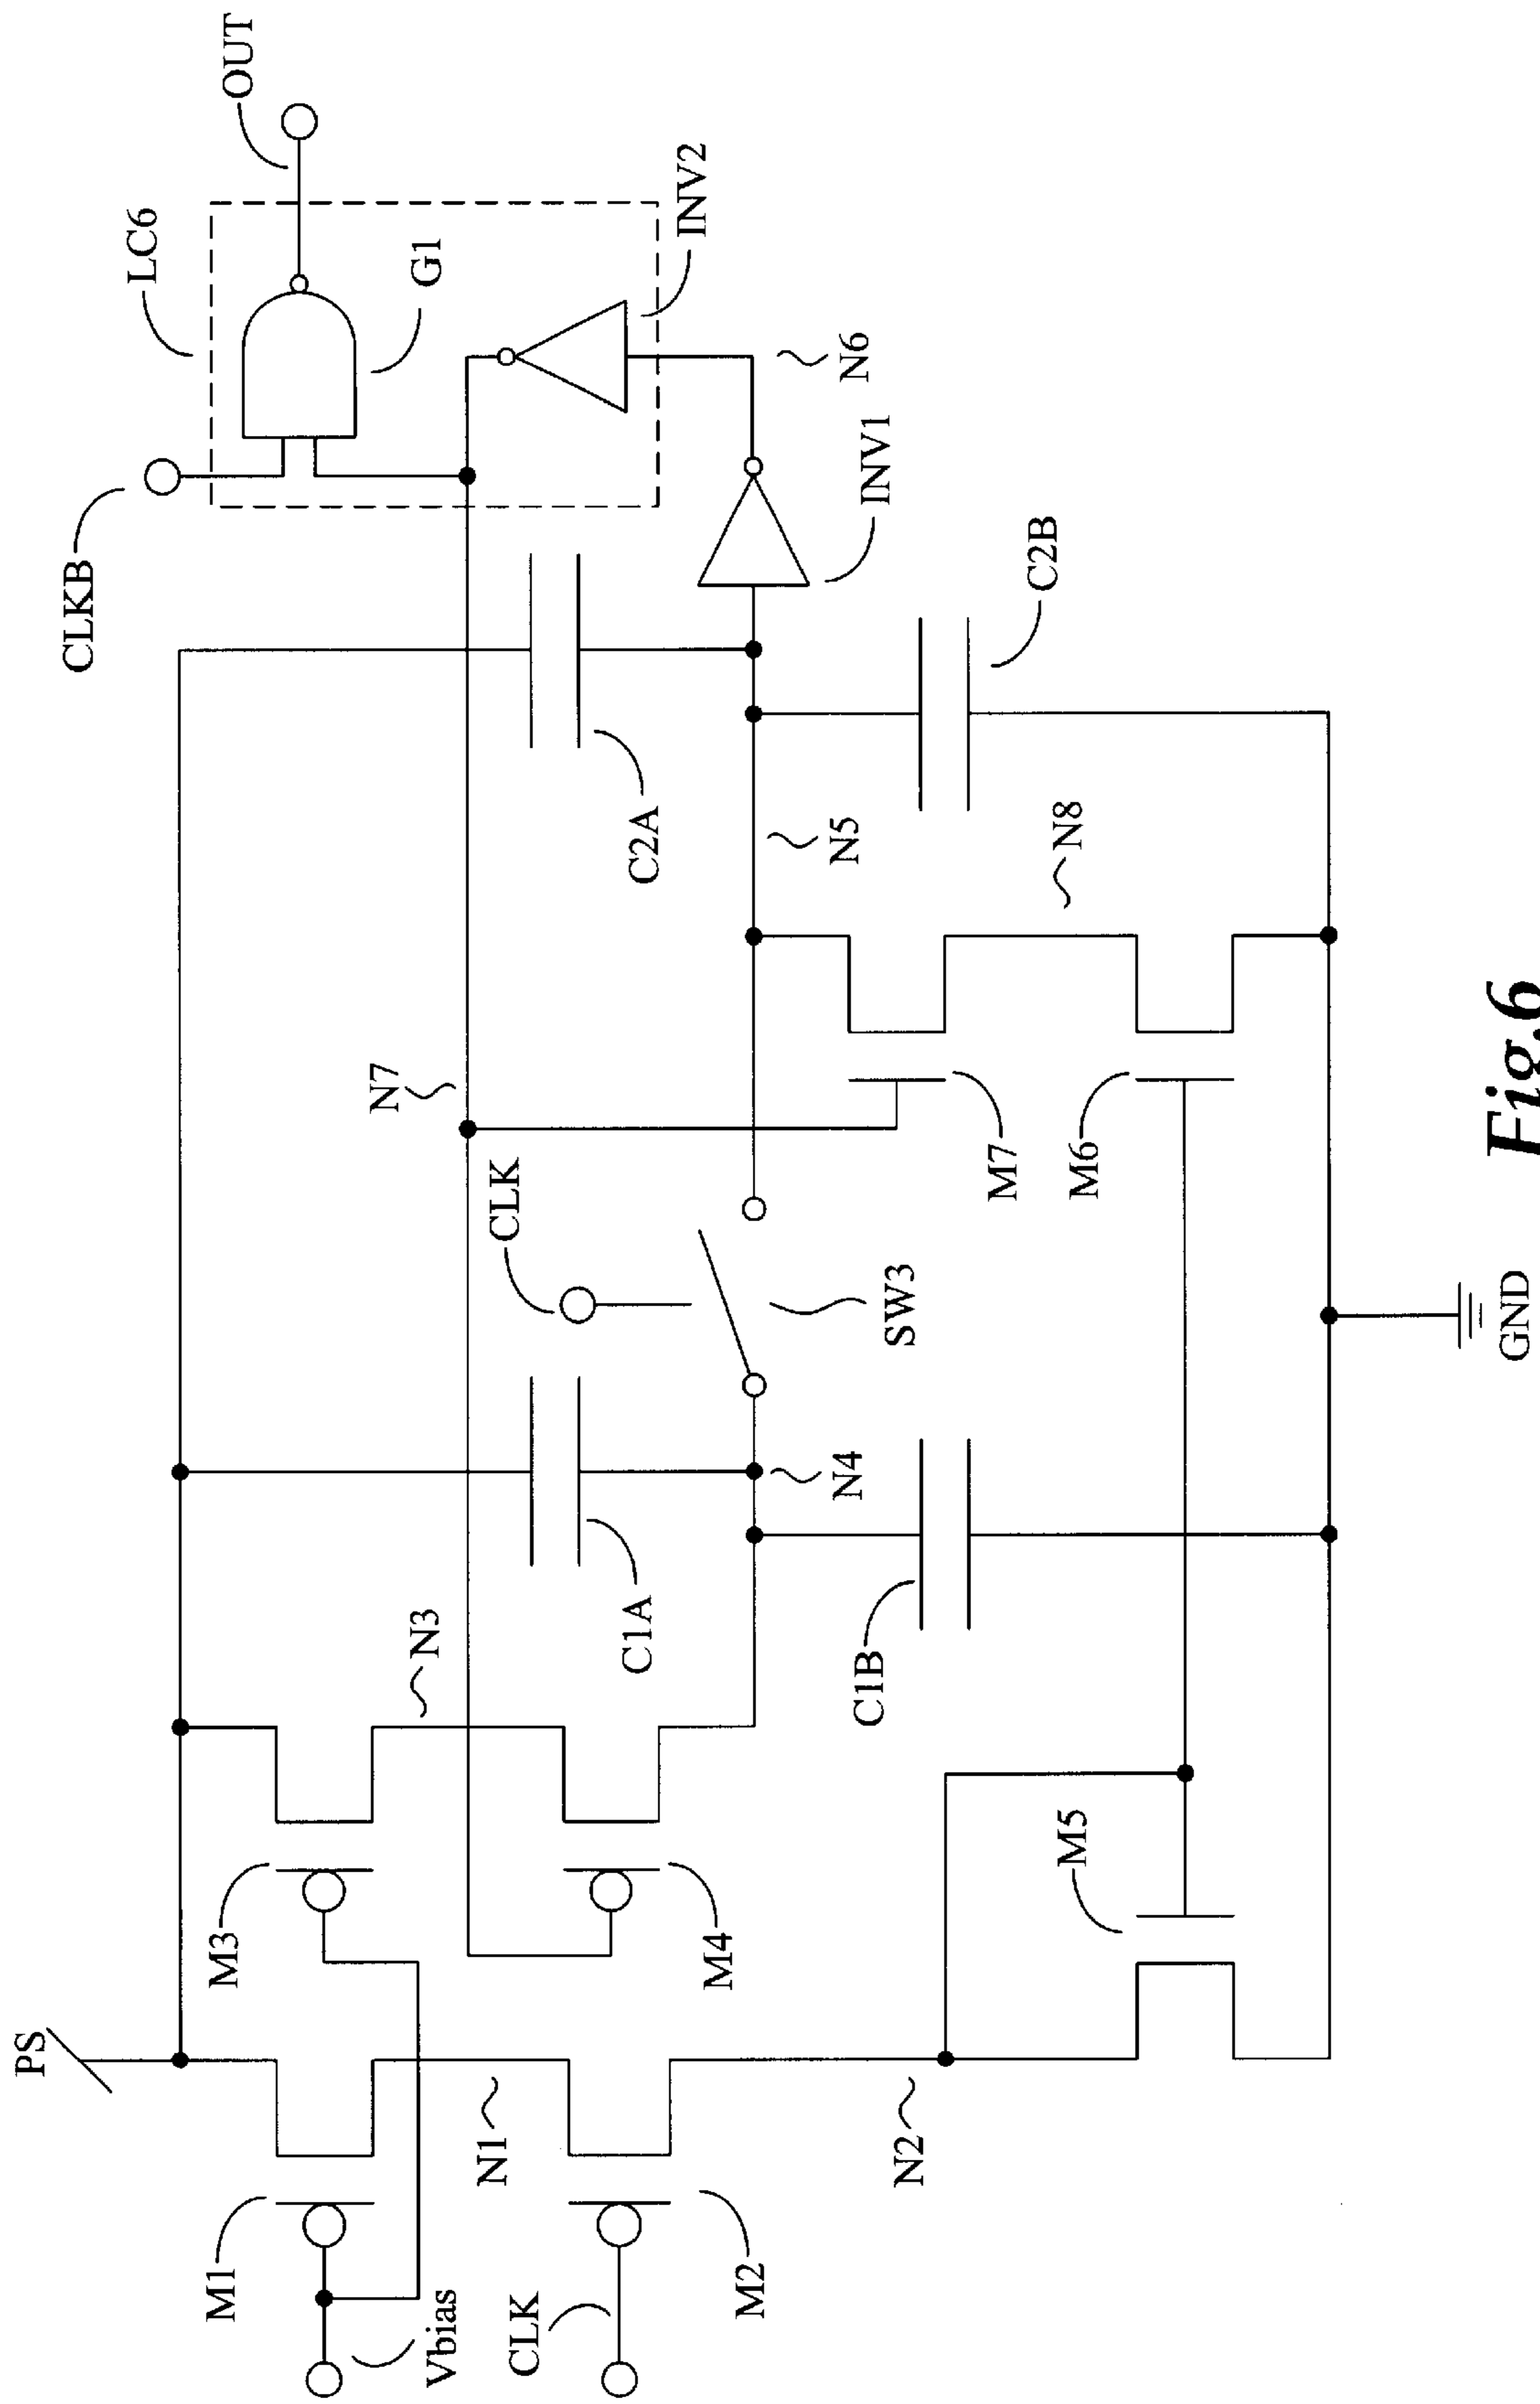 PS
M1
M3
Vbias
CLK
M2
M4
N1
N2
N3
N4
N5
N6
N7
N8
C1A
C1B
C2A
C2B
CLK
SW3
M5
M6
M7
INV1
INV2
G1
LC6
CLKB
OUT
GND
Fig.6